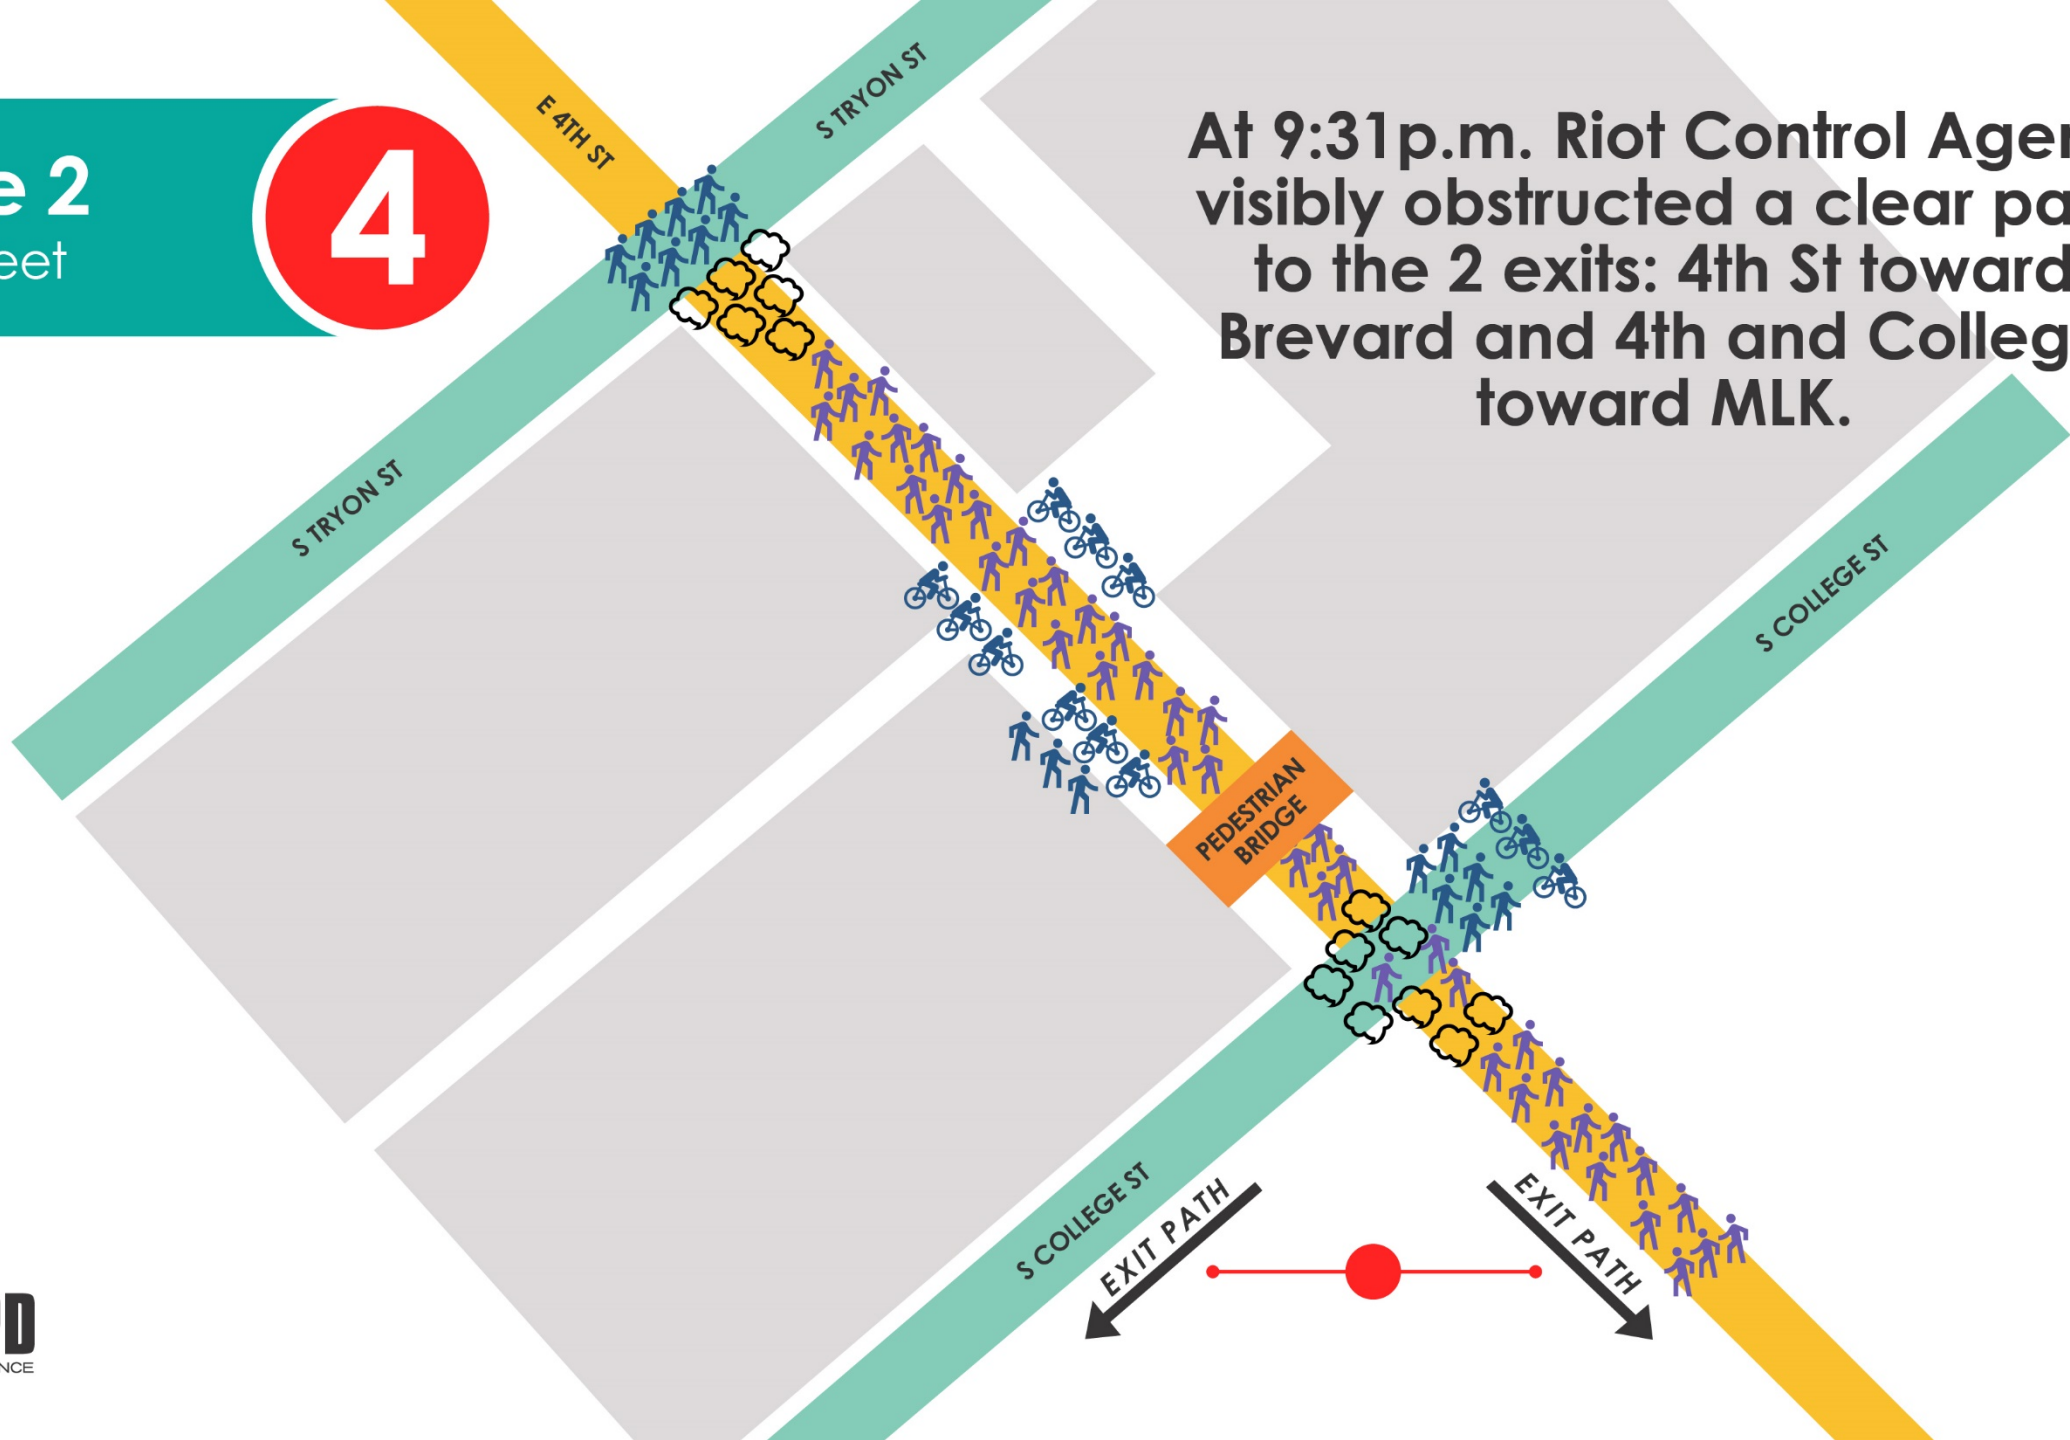 E 4TH ST
S TRYON ST
e 2
eet
4
At 9:31p.m. Riot Control Agen
visibly obstructed a clear pa
to the 2 exits: 4th St toward
Brevard and 4th and Colleg
toward MLK.
S TRYON ST
S COLLEGE ST
PEDESTRIAN
BRIDGE
S COLLEGE ST
EXIT PATH
EXIT PATH
D
NCE